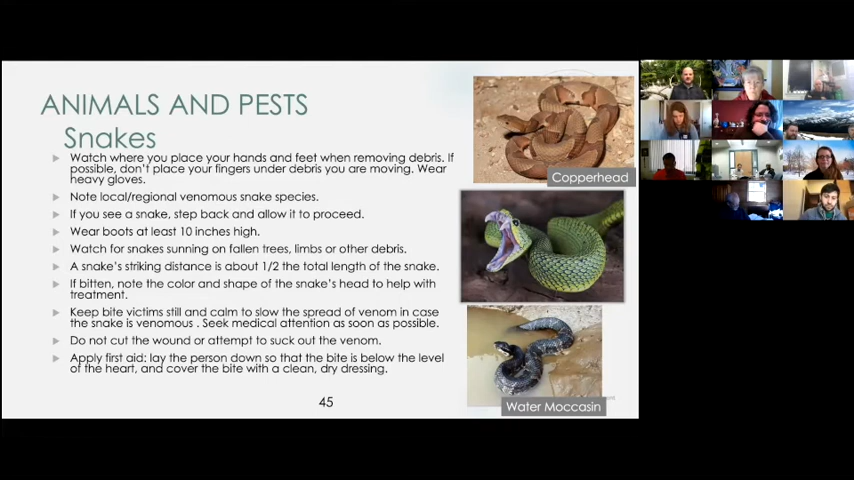 ANIMALS AND PESTS
Snakes
Watch where you place your hands and feet when removing debris. If
possible, don't place your fingers under debris you are moving. Wear
heavy gloves.
Note local/regional venomous snake species.
If you see a snake, step back and allow it to proceed.
Wear boots at least 10 inches high.
Watch for snakes sunning on fallen trees, limbs or other debris.
A snake's striking distance is about 1/2 the total length of the snake.
If bitten, note the color and shape of the snake's head to help with
treatment.
Keep bite victims still and calm to slow the spread of venom in case
the snake is venomous . Seek medical attention as soon as possible.
Do not cut the wound or attempt to suck out the venom.
Apply first aid: lay the person down so that the bite is below the level
of the heart, and cover the bite with a clean, dry dressing.
45
Copperhead
Water Moccasin